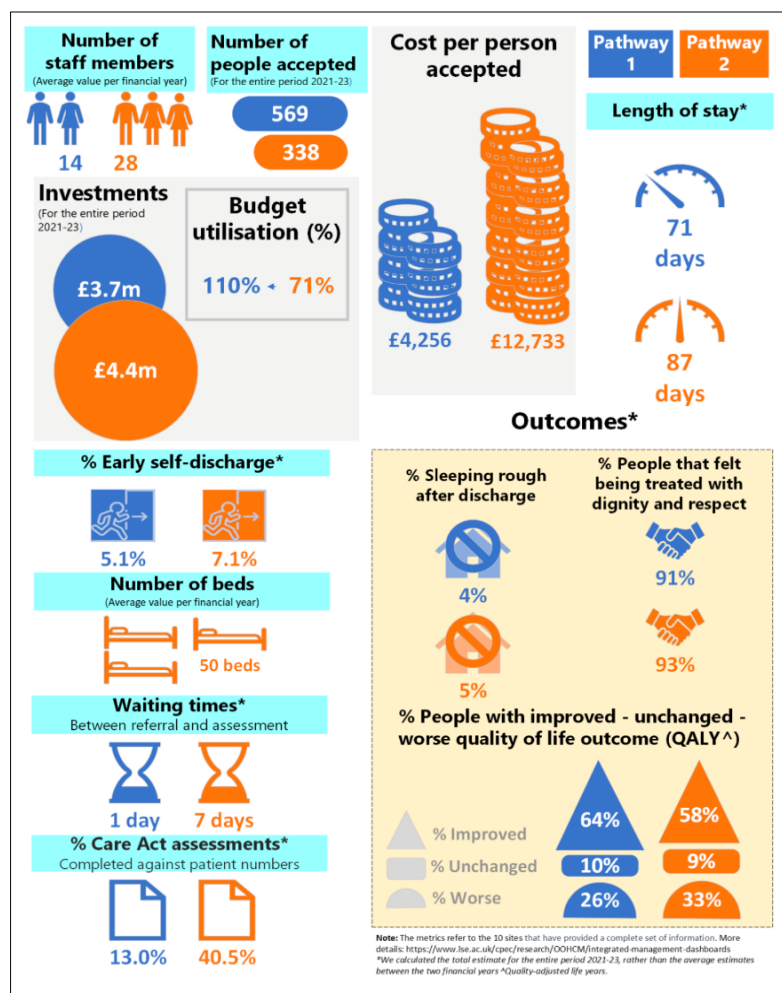 Number of
staff members
(Average value per financial year)
14
28
Number of
people accepted
(For the entire period 2021-23)
569
338
Cost per person
accepted
£4,256
£12,733
Pathway
1
Pathway
2
Length of stay*
71
days
87
days
Investments
(For the entire period
2021-23)
£3.7m
£4.4m
Budget
utilisation (%)
110%
71%
% Early self-discharge*
5.1%
7.1%
Number of beds
(Average value per financial year)
50 beds
Waiting times*
Between referral and assessment
1 day
7 days
% Care Act assessments*
Completed against patient numbers
13.0%
40.5%
Outcomes*
% Sleeping rough
after discharge
4%
5%
% People that felt
being treated with
dignity and respect
91%
93%
% People with improved - unchanged -
worse quality of life outcome (QALY^)
% Improved
64%
58%
% Unchanged
10%
9%
% Worse
26%
33%
Note: The metrics refer to the 10 sites that have provided a complete set of information. More
details: https://www.lse.ac.uk/cpec/research/OOHCM/integrated-management-dashboards
*We calculated the total estimate for the entire period 2021-23, rather than the average estimates
between the two financial years ^Quality-adjusted life years.